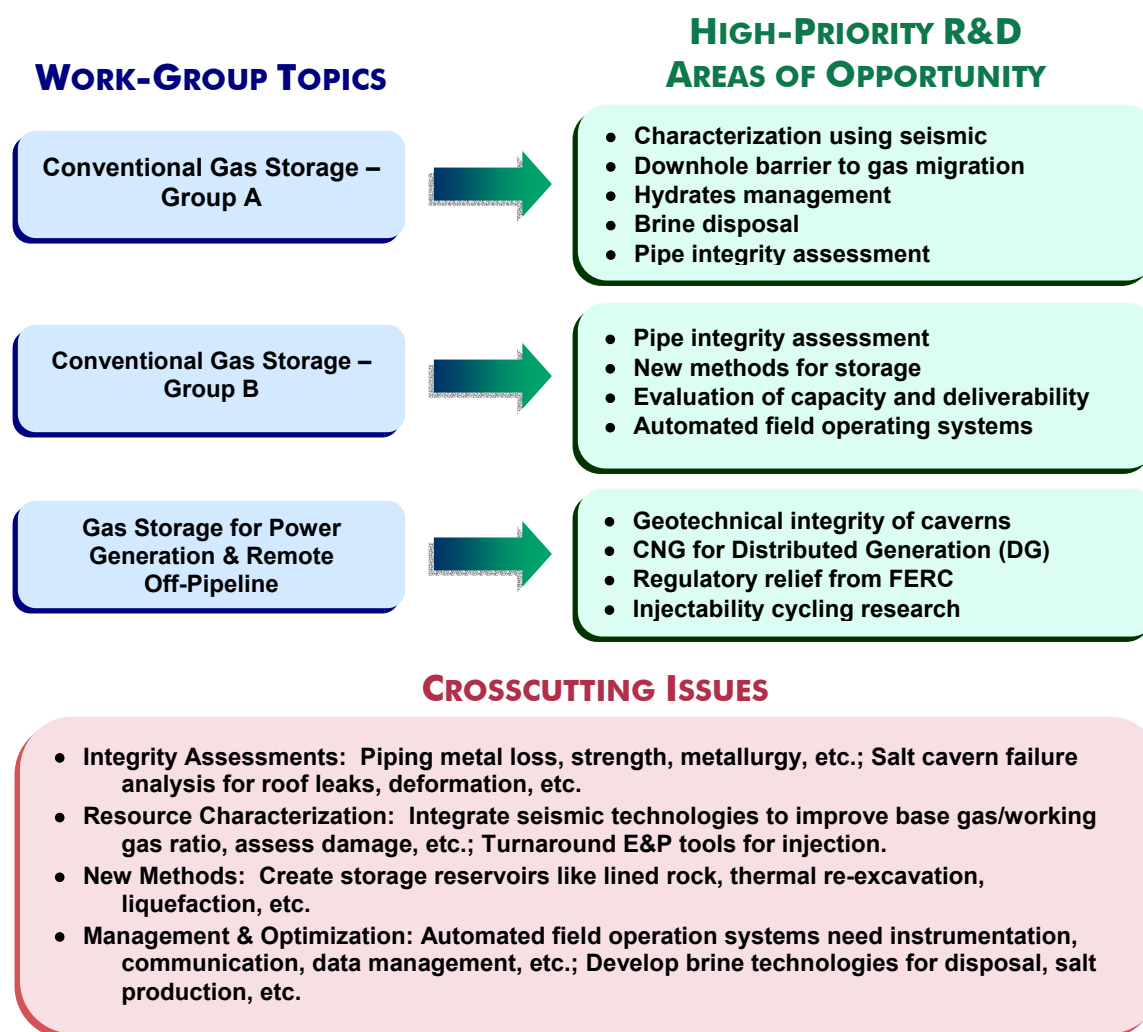 WORK-GROUP TOPICS
HIGH-PRIORITY R&D
AREAS OF OPPORTUNITY
Conventional Gas Storage –
Group A
• Characterization using seismic
• Downhole barrier to gas migration
• Hydrates management
• Brine disposal
• Pipe integrity assessment
Conventional Gas Storage –
Group B
• Pipe integrity assessment
• New methods for storage
• Evaluation of capacity and deliverability
• Automated field operating systems
Gas Storage for Power
Generation & Remote
Off-Pipeline
• Geotechnical integrity of caverns
• CNG for Distributed Generation (DG)
• Regulatory relief from FERC
• Injectability cycling research
CROSSCUTTING ISSUES
• Integrity Assessments: Piping metal loss, strength, metallurgy, etc.; Salt cavern failure
analysis for roof leaks, deformation, etc.
• Resource Characterization: Integrate seismic technologies to improve base gas/working
gas ratio, assess damage, etc.; Turnaround E&P tools for injection.
• New Methods: Create storage reservoirs like lined rock, thermal re-excavation,
liquefaction, etc.
• Management & Optimization: Automated field operation systems need instrumentation,
communication, data management, etc.; Develop brine technologies for disposal, salt
production, etc.